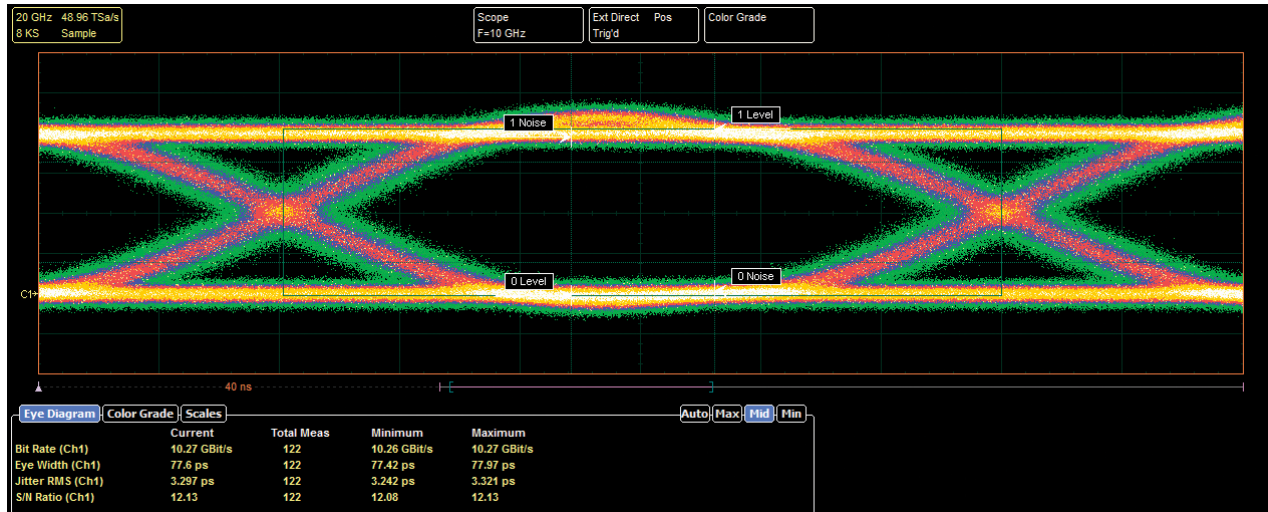 20 GHz 48.96 TSa/s
8 KS Sample
Scope
F=10 GHz
Ext Direct Pos
Trig'd
Color Grade
1 Noise
1 Level
0 Level
0 Noise
C1
40 ns
Eye Diagram Color Grade Scales Auto Max Mid Min
Current Total Meas Minimum Maximum
Bit Rate (Ch1) 10.27 GBit/s 122 10.26 GBit/s 10.27 GBit/s
Eye Width (Ch1) 77.6 ps 122 77.42 ps 77.97 ps
Jitter RMS (Ch1) 3.297 ps 122 3.242 ps 3.321 ps
S/N Ratio (Ch1) 12.13 122 12.08 12.13